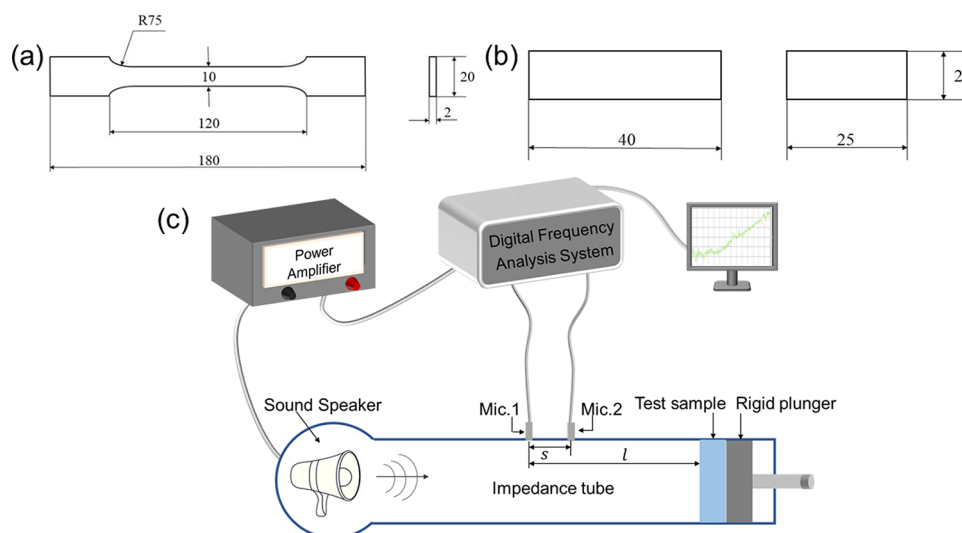 (a)
R75
10
120
180
20
2
(b)
40
25
2
(c)
Power
Amplifier
Digital Frequency
Analysis System
Sound Speaker
Mic.1
Mic.2
s
l
Test sample
Rigid plunger
Impedance tube